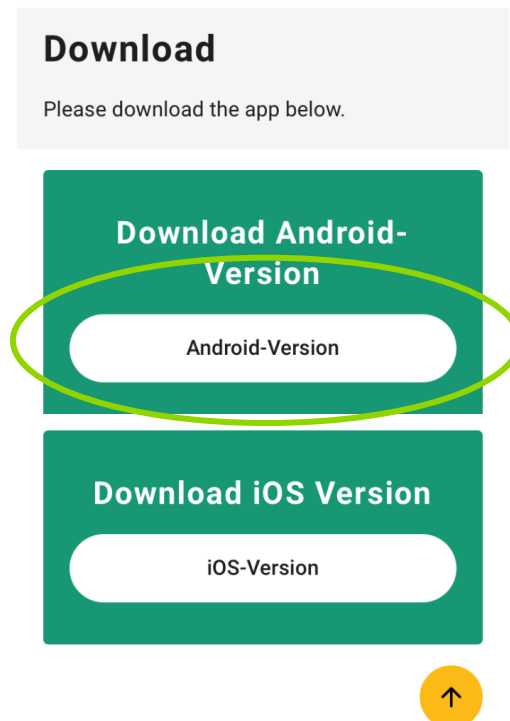 Download
Please download the app below.
Download Android-
Version
Android-Version
Download iOS Version
iOS-Version